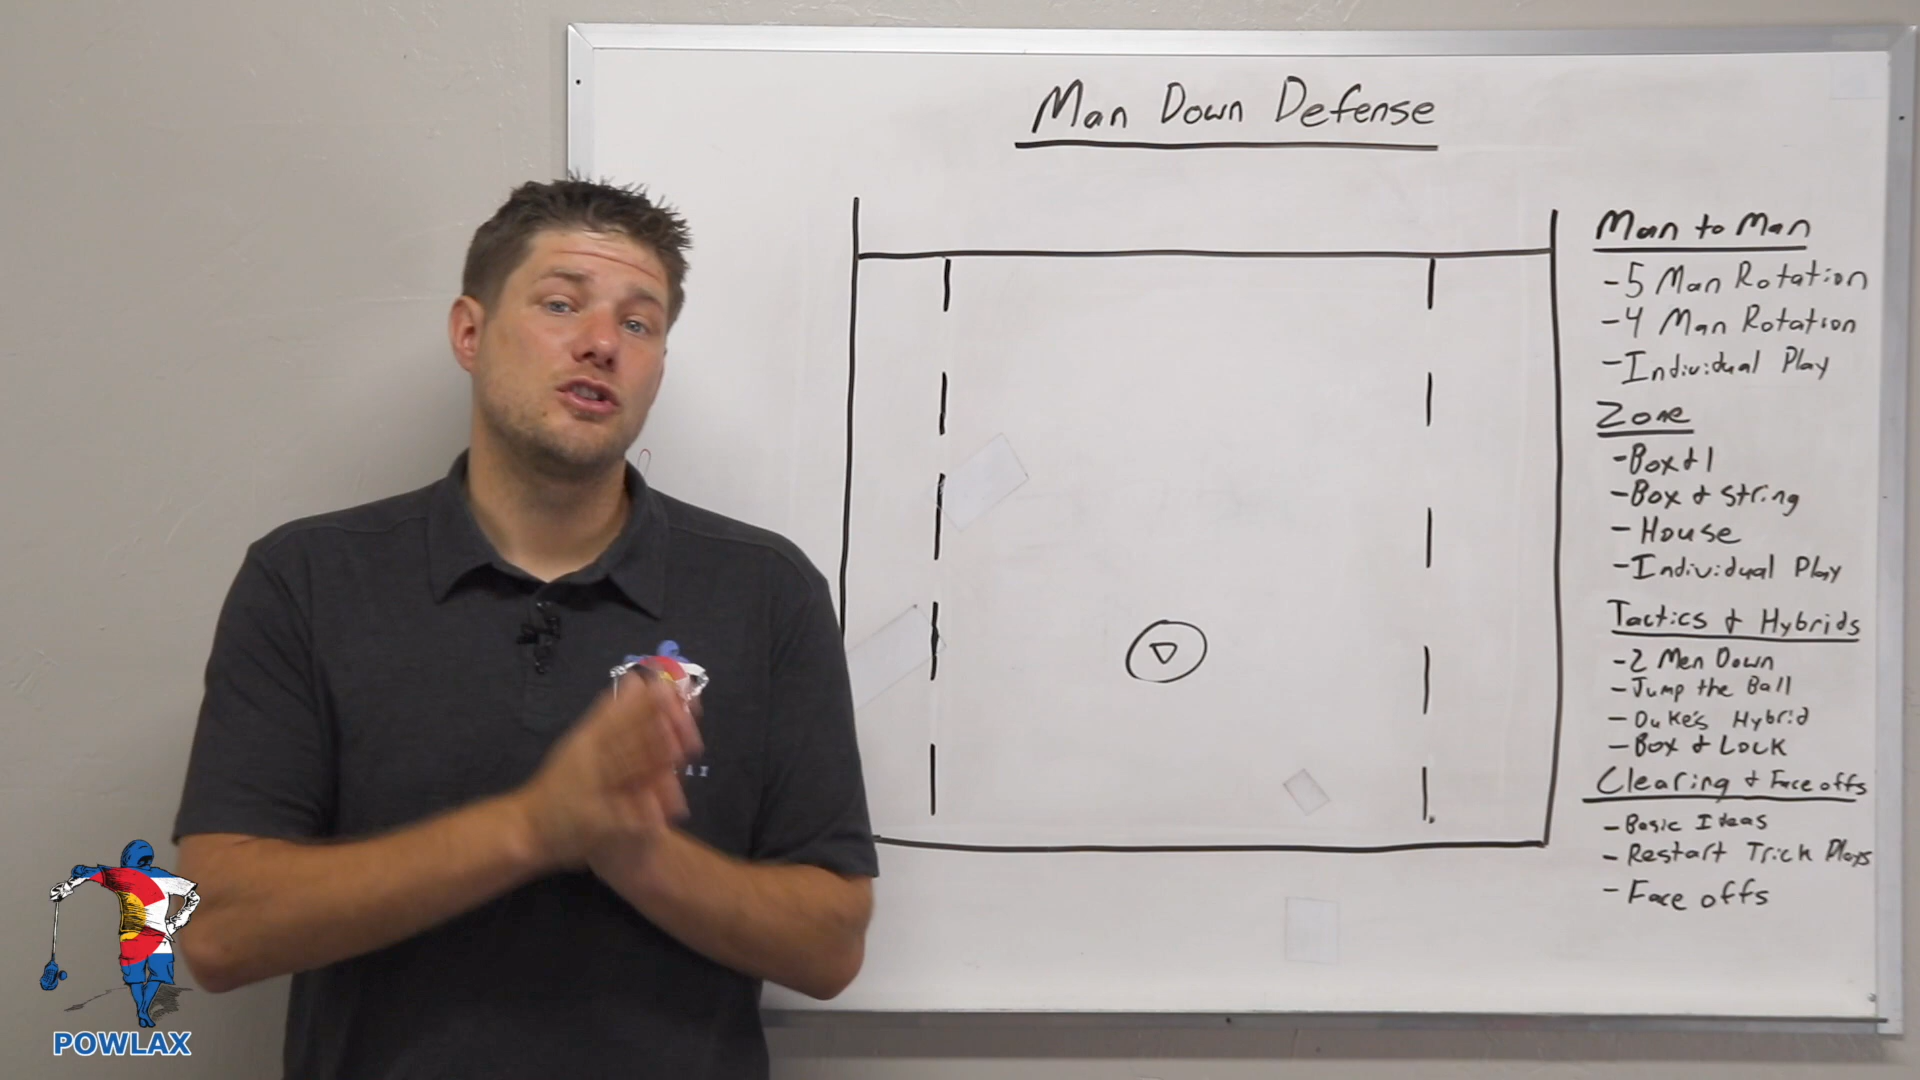 Man Down Defense
Man to Man
-5 Man Rotation
-4 Man Rotation
-Individual Play
Zone
-Box & 1
-Box & String
-House
-Individual Play
Tactics & Hybrids
-2 Men Down
-Jump the Ball
-Duke's Hybrid
-Box & Lock
Clearing & Face offs
-Basic Ideas
-Restart Trick Plays
-Face offs
POWLAX